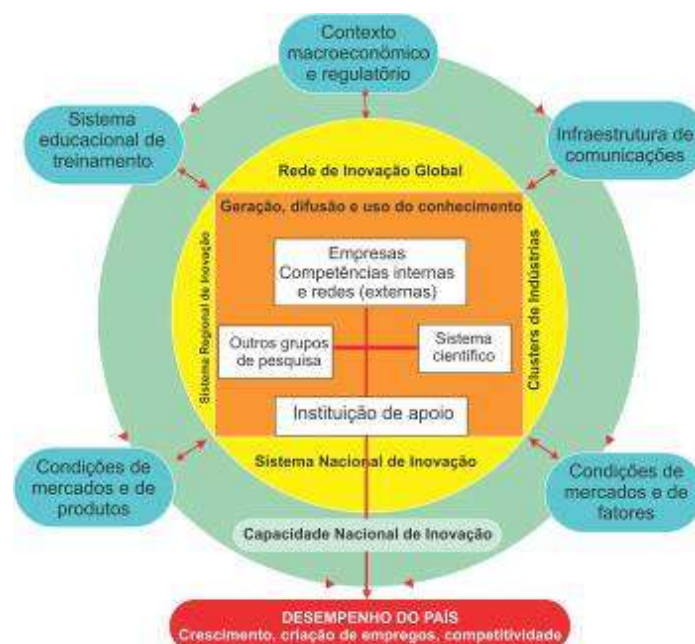 Contexto
macroeconômico
e regulatório
Sistema
educacional de
treinamento
Infraestrutura de
comunicações
Rede de Inovação Global
Geração, difusão e uso do conhecimento
Sistema Regional de Inovação
Clusters de Indústrias
Empresas
Competências internas
e redes (externas)
Outros grupos
de pesquisa
Sistema
científico
Instituição de apoio
Sistema Nacional de Inovação
Condições de
mercados e de
produtos
Condições de
mercados e de
fatores
Capacidade Nacional de Inovação
DESEMPENHO DO PAÍS
Crescimento, criação de empregos, competitividade